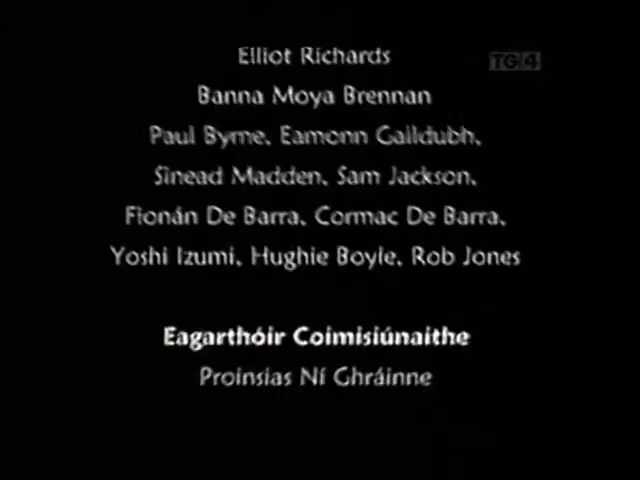 Elliot Richards
TG4
Banna Moya Brennan
Paul Byrne, Eamonn Galldubh,
Sinead Madden, Sam Jackson,
Fionán De Barra, Cormac De Barra,
Yoshi Izumi, Hughie Boyle, Rob Jones
Eagarthóir Coimisiúnaithe
Proinsias Ní Ghráinne